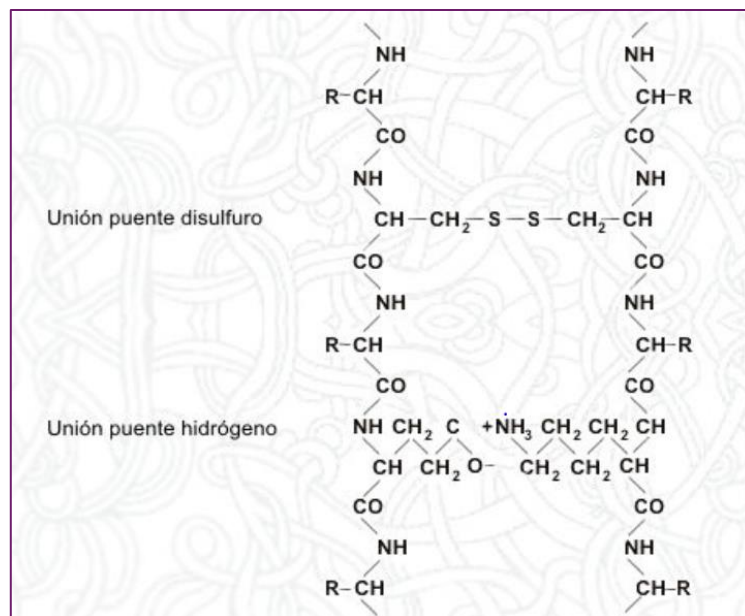 NH NH
R–CH CH–R
CO CO
NH NH
Unión puente disulfuro CH–CH₂–S–S–CH₂–CH
CO CO
NH NH
R–CH CH–R
CO CO
Unión puente hidrógeno NH CH₂ C +NH₃ CH₂ CH₂ H
CH CH₂ O– CH₂ CH₂ CH
CO CO
NH NH
R–CH CH–R